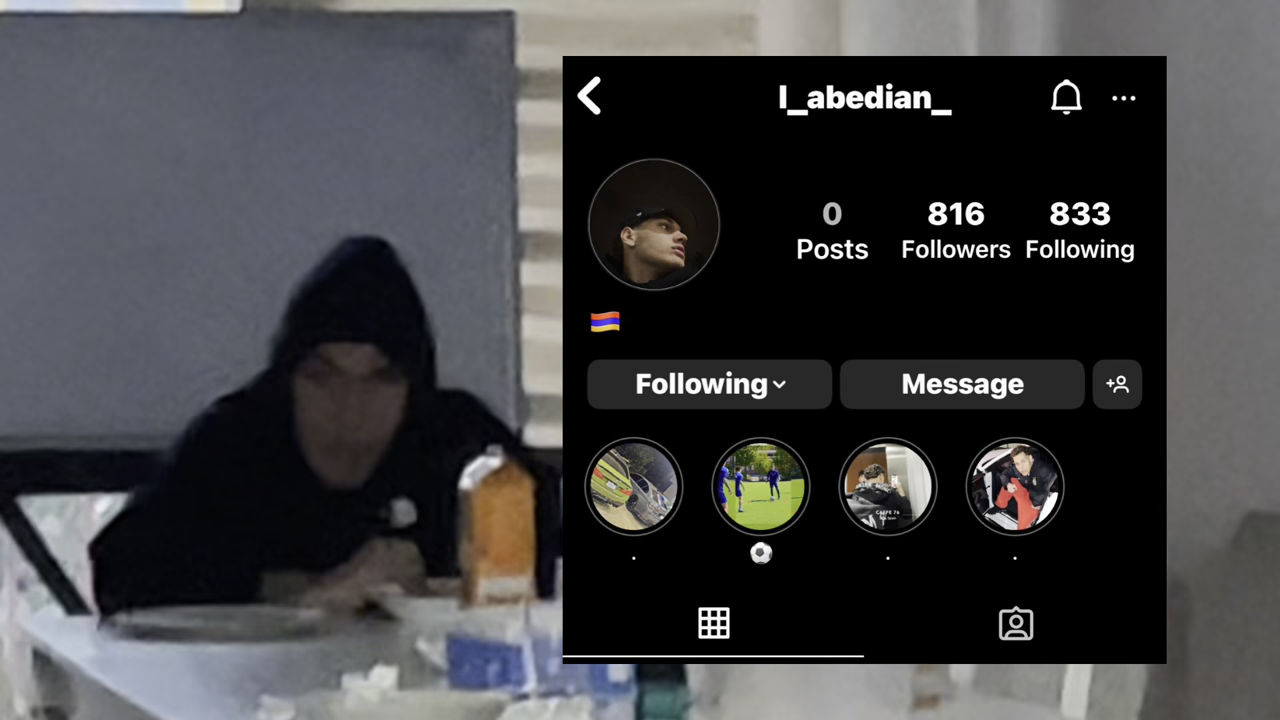 l_abedian_
0 816 833
Posts Followers Following
Following
Message